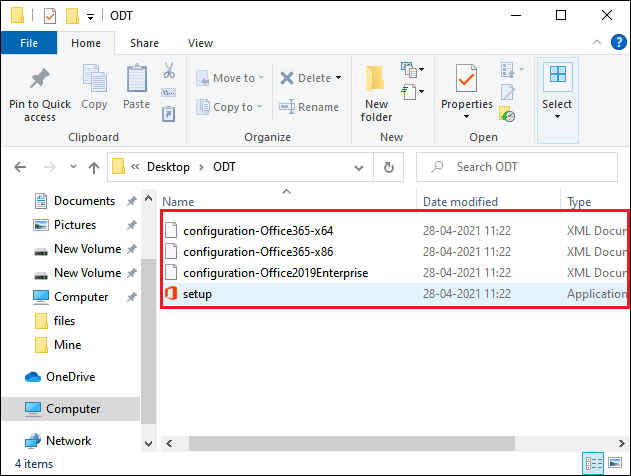 ODT
File Home Share View
Pin to Quick access
Copy
Paste
Clipboard
Move to
Copy to
Delete
Rename
Organize
New folder
New
Properties
Open
Select
« Desktop > ODT
Search ODT
Name Date modified Type
configuration-Office365-x64 28-04-2021 11:22 XML Docu
configuration-Office365-x86 28-04-2021 11:22 XML Docu
configuration-Office2019Enterprise 28-04-2021 11:22 XML Docu
setup 28-04-2021 11:22 Application
Documents
Pictures
New Volume
New Volume
Computer
files
Mine
OneDrive
Computer
Network
4 items